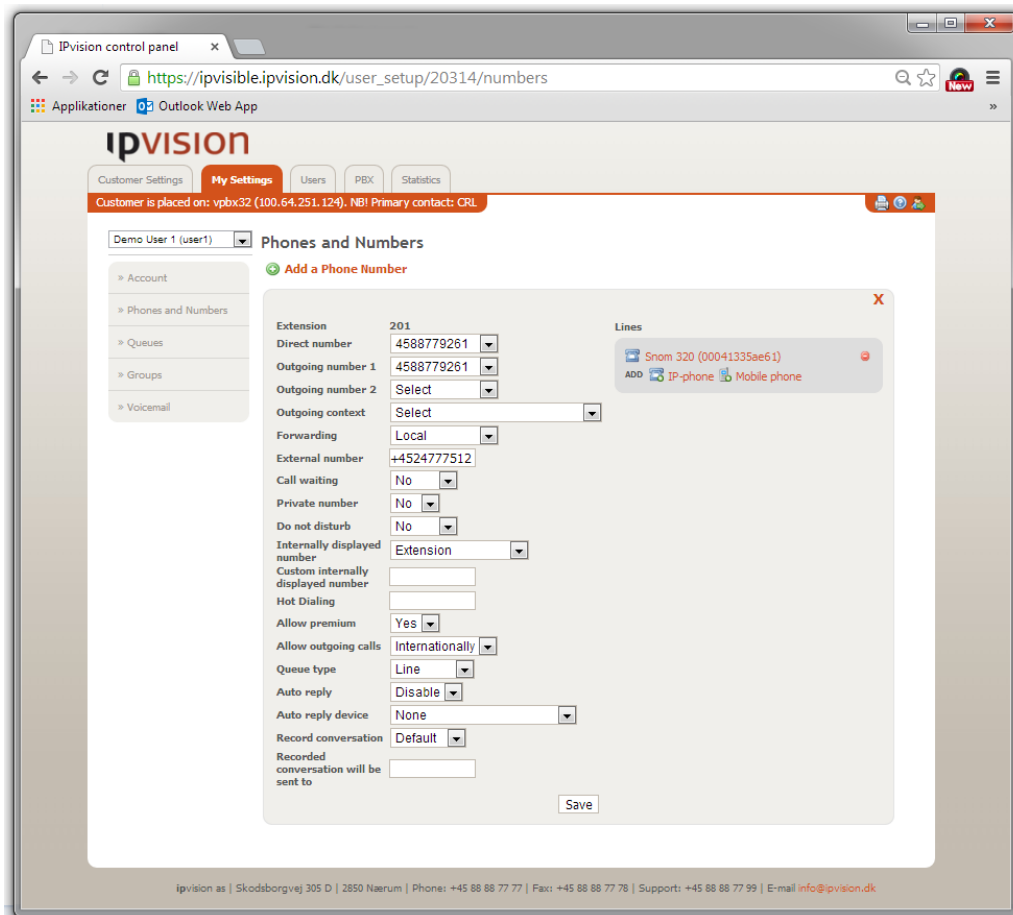 IPvision control panel
https://ipvisible.ipvision.dk/user_setup/20314/numbers
New
Applikationer Outlook Web App »
ipvision
Customer Settings My Settings Users PBX Statistics
Customer is placed on: vpbx32 (100.64.251.124). NB! Primary contact: CRL
Demo User 1 (user1)
» Account
» Phones and Numbers
» Queues
» Groups
» Voicemail
Phones and Numbers
Add a Phone Number
X
Extension 201
Direct number 4588779261
Outgoing number 1 4588779261
Outgoing number 2 Select
Outgoing context Select
Forwarding Local
External number +4524777512
Call waiting No
Private number No
Do not disturb No
Internally displayed
number Extension
Custom internally
displayed number
Hot Dialing
Allow premium Yes
Allow outgoing calls Internationally
Queue type Line
Auto reply Disable
Auto reply device None
Record conversation Default
Recorded
conversation will be
sent to
Save
Lines
Snom 320 (00041335ae61)
ADD IP-phone Mobile phone
ipvision as | Skodsborgvej 305 D | 2850 Nærum | Phone: +45 88 88 77 77 | Fax: +45 88 88 77 78 | Support: +45 88 88 77 99 | E-mail info@ipvision.dk